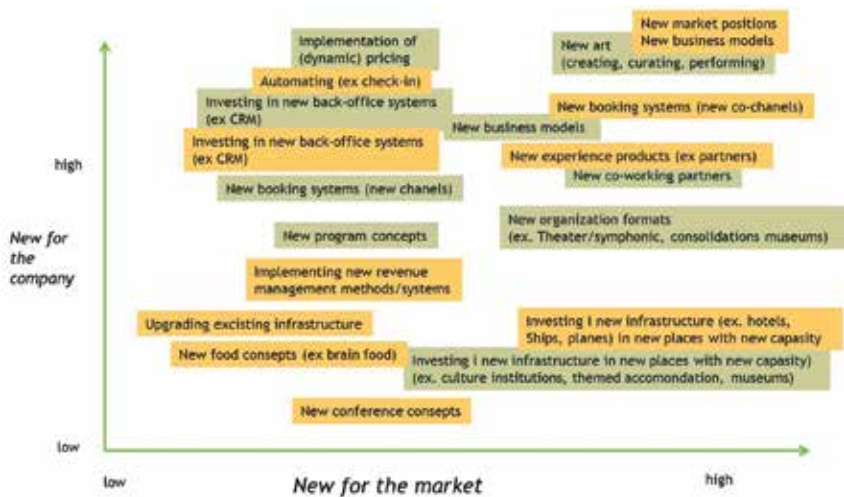 New market positions
New business models
Implementation of
(dynamic) pricing
New art
(creating, curating, performing)
Automating (ex check-in)
Investing in new back-office systems
(ex CRM)
New booking systems (new co-chanels)
New business models
Investing in new back-office systems
(ex CRM)
New experience products (ex partners)
high
New co-working partners
New booking systems (new chanels)
New organization formats
(ex. Theater/symphonic, consolidations museums)
New for
the
company
New program concepts
Implementing new revenue
management methods/systems
Upgrading excisting infrastructure
Investing i new infrastructure (ex. hotels,
Ships, planes) in new places with new capasity
New food concepts (ex brain food)
Investing i new infrastructure in new places with new capasity)
(ex. culture institutions, themed accomondation, museums)
New conference consepts
low
low
New for the market
high